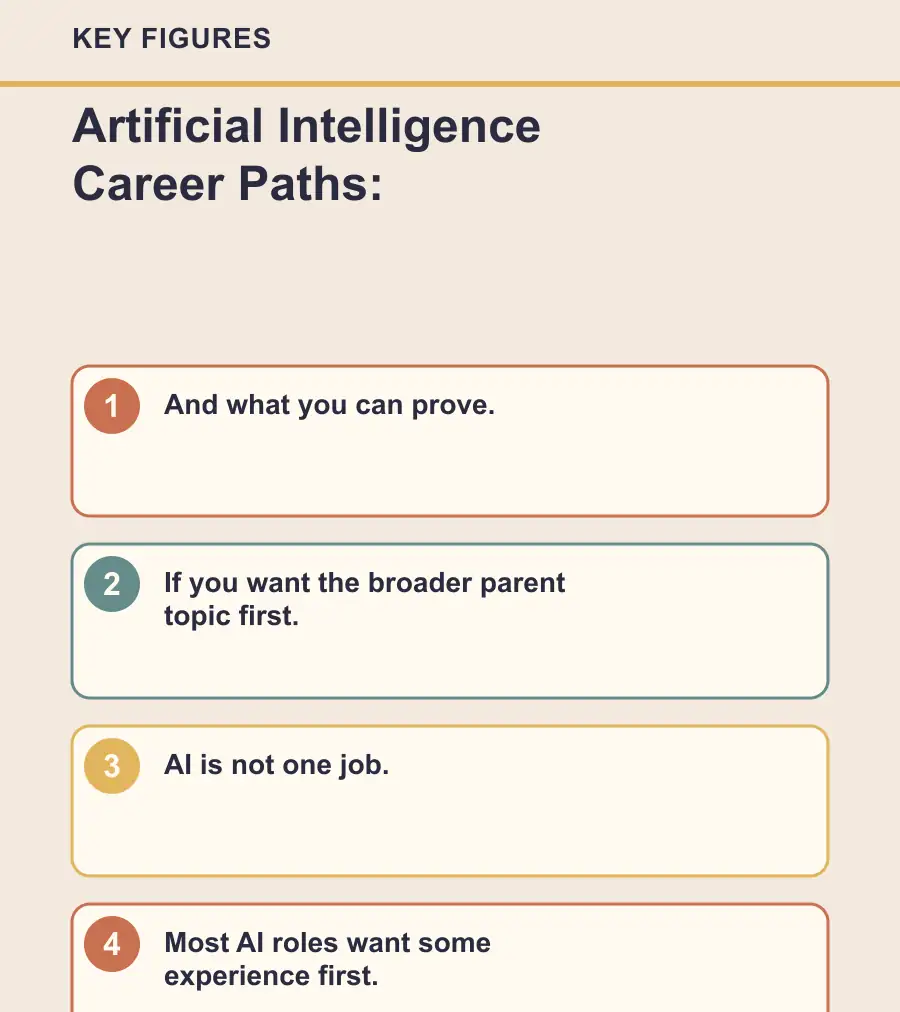 KEY FIGURES
Artificial Intelligence
Career Paths:
1
And what you can prove.
2
If you want the broader parent
topic first.
3
AI is not one job.
4
Most AI roles want some
experience first.